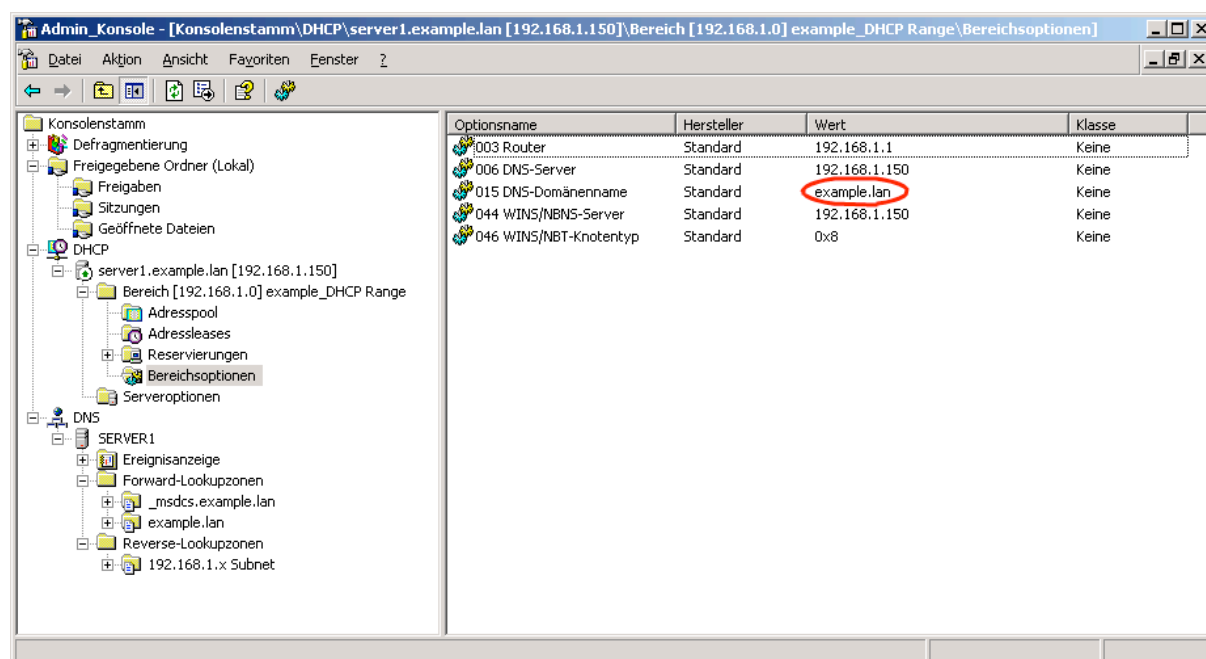 Admin_Konsole - [Konsolenstamm\DHCP\server1.example.lan [192.168.1.150]\Bereich [192.168.1.0] example_DHCP Range\Bereichsoptionen]
Datei Aktion Ansicht Favoriten Fenster ?
Konsolenstamm
Defragmentierung
Freigegebene Ordner (Lokal)
Freigaben
Sitzungen
Geöffnete Dateien
DHCP
server1.example.lan [192.168.1.150]
Bereich [192.168.1.0] example_DHCP Range
Adresspool
Adressleases
Reservierungen
Bereichsoptionen
Serveroptionen
DNS
SERVER1
Ereignisanzeige
Forward-Lookupzonen
_msdcs.example.lan
example.lan
Reverse-Lookupzonen
192.168.1.x Subnet
Optionsname Hersteller Wert Klasse
003 Router Standard 192.168.1.1 Keine
006 DNS-Server Standard 192.168.1.150 Keine
015 DNS-Domänenname Standard example.lan Keine
044 WINS/NBNS-Server Standard 192.168.1.150 Keine
046 WINS/NBT-Knotentyp Standard 0x8 Keine